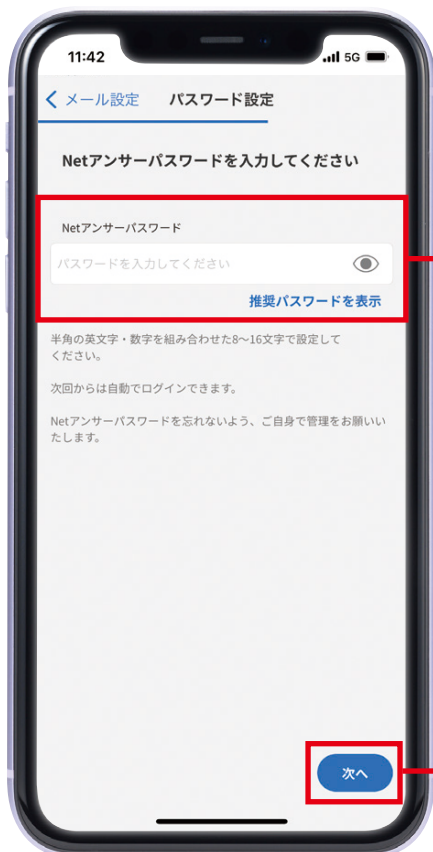 11:42
5G
メール設定 パスワード設定
Netアンサーパスワードを入力してください
Netアンサーパスワード
パスワードを入力してください
推奨パスワードを表示
半角の英文字・数字を組み合わせた8〜16文字で設定して
ください。
次回からは自動でログインできます。
Netアンサーパスワードを忘れないよう、ご自身で管理をお願いい
たします。
次へ